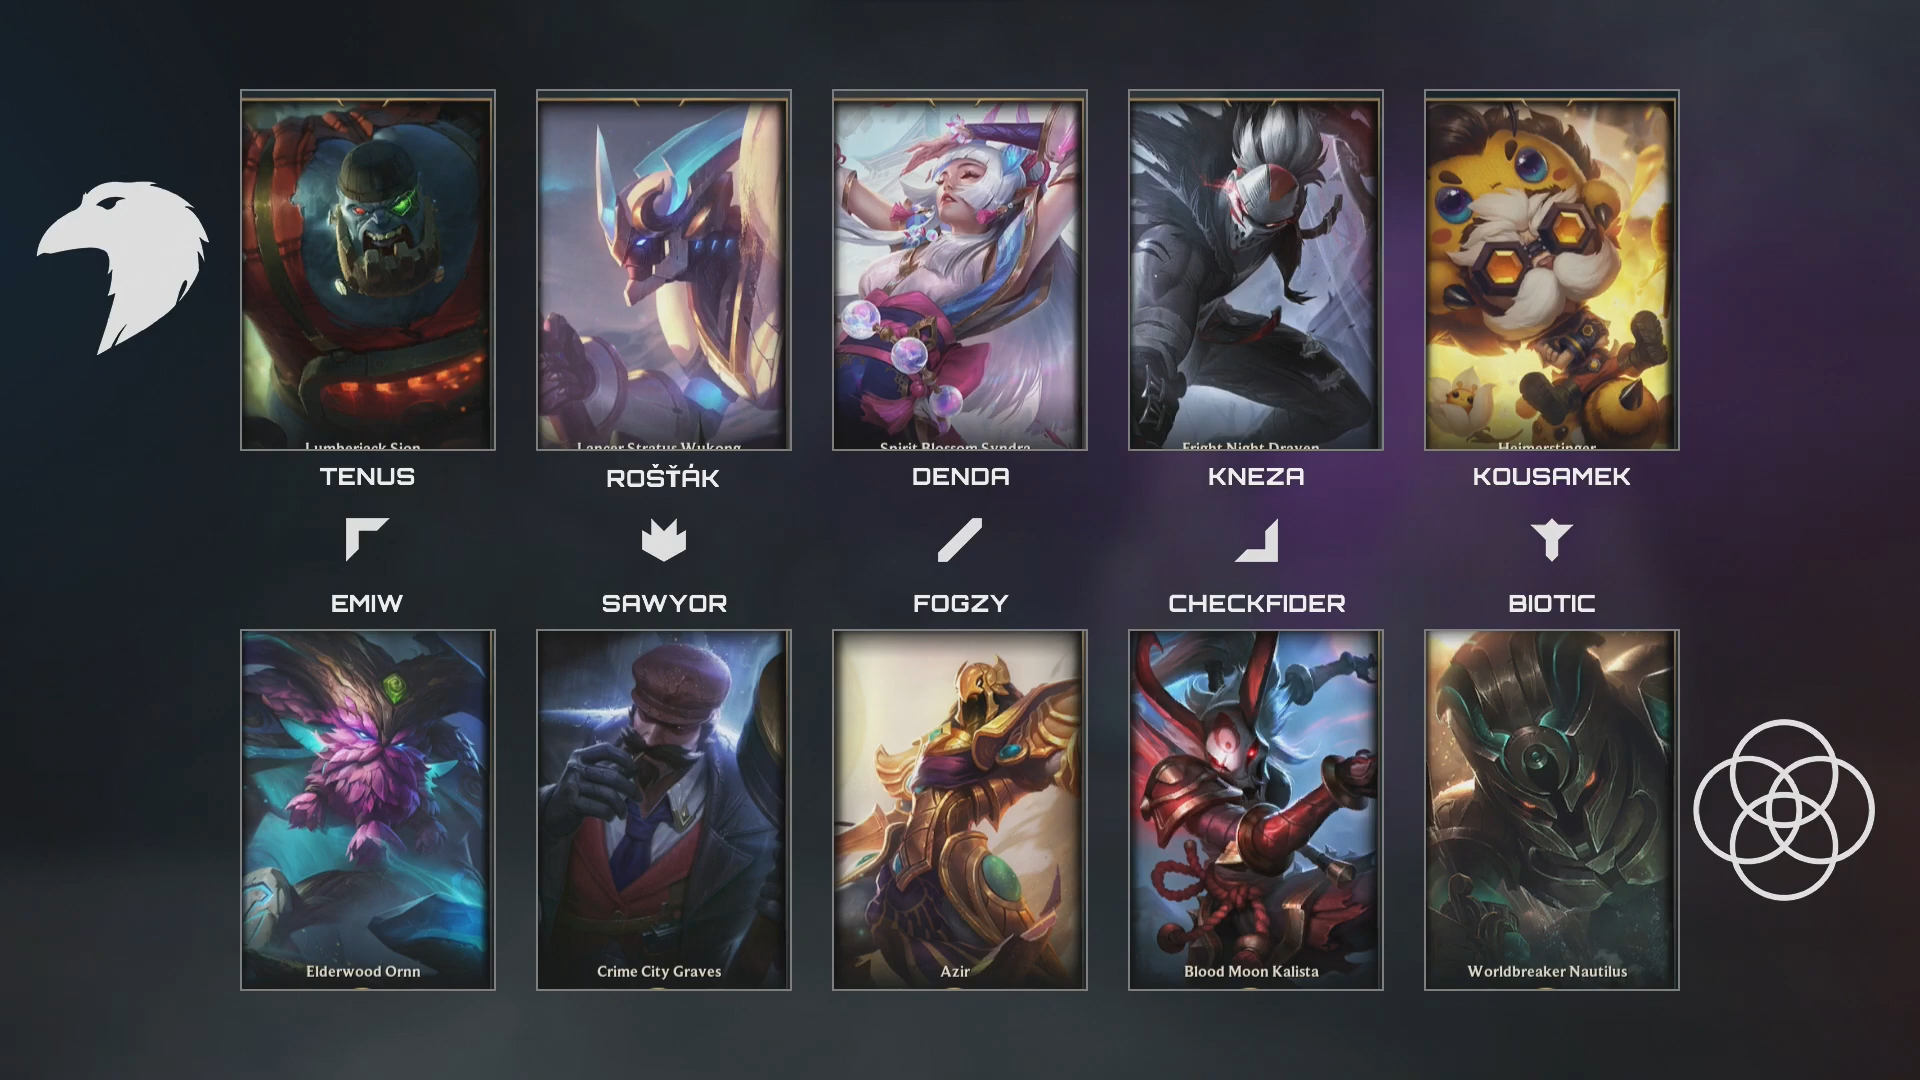 Lumberjack Sion
Lancer Stratus Wukong
Spirit Blossom Syndra
Fright Night Draven
Heimerstinger
TENUS
ROŠŤÁK
DENDA
KNEZA
KOUSAMEK
EMIW
SAWYOR
FOGZY
CHECKFIDER
BIOTIC
Elderwood Ornn
Crime City Graves
Azir
Blood Moon Kalista
Worldbreaker Nautilus